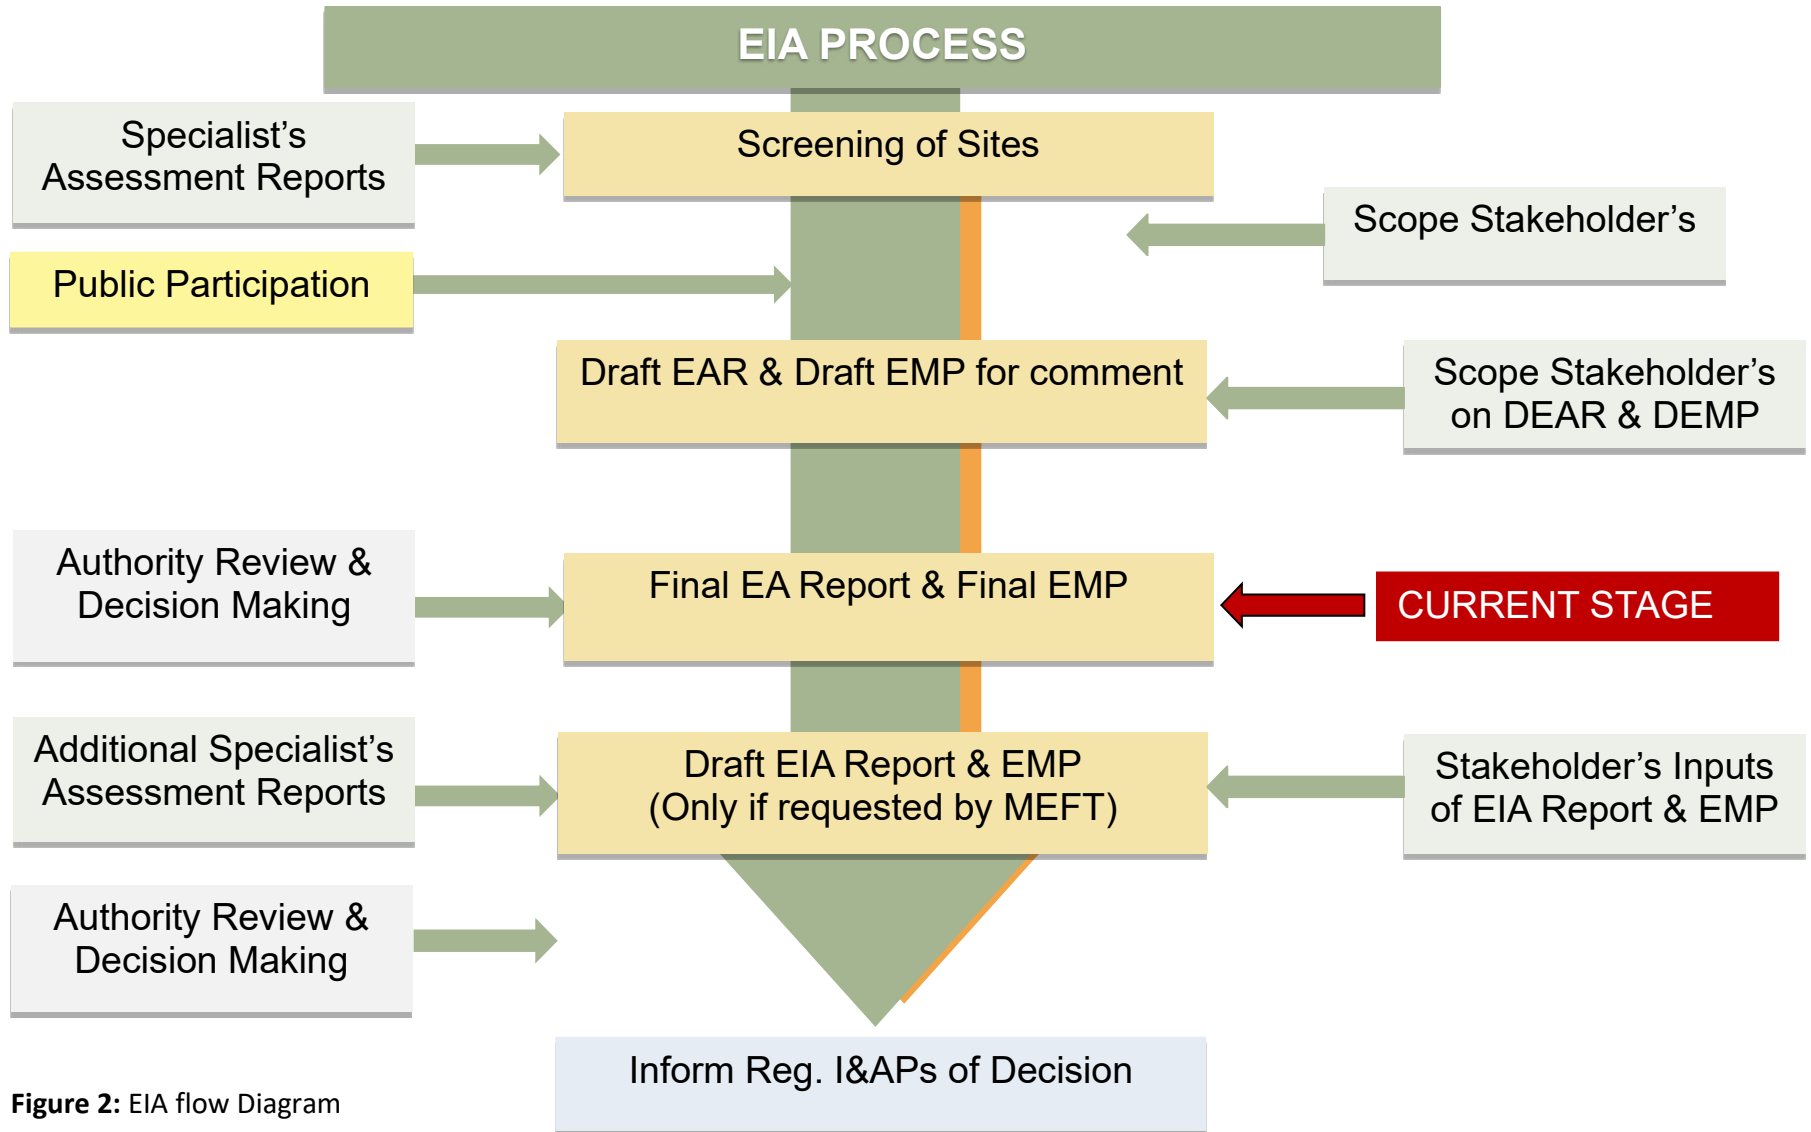 EIA PROCESS
Specialist’s
Assessment Reports
Screening of Sites
Scope Stakeholder’s
Public Participation
Draft EAR & Draft EMP for comment
Scope Stakeholder’s
on DEAR & DEMP
Authority Review &
Decision Making
Final EA Report & Final EMP
CURRENT STAGE
Additional Specialist’s
Assessment Reports
Draft EIA Report & EMP
(Only if requested by MEFT)
Stakeholder’s Inputs
of EIA Report & EMP
Authority Review &
Decision Making
Inform Reg. I&APs of Decision
Figure 2: EIA flow Diagram